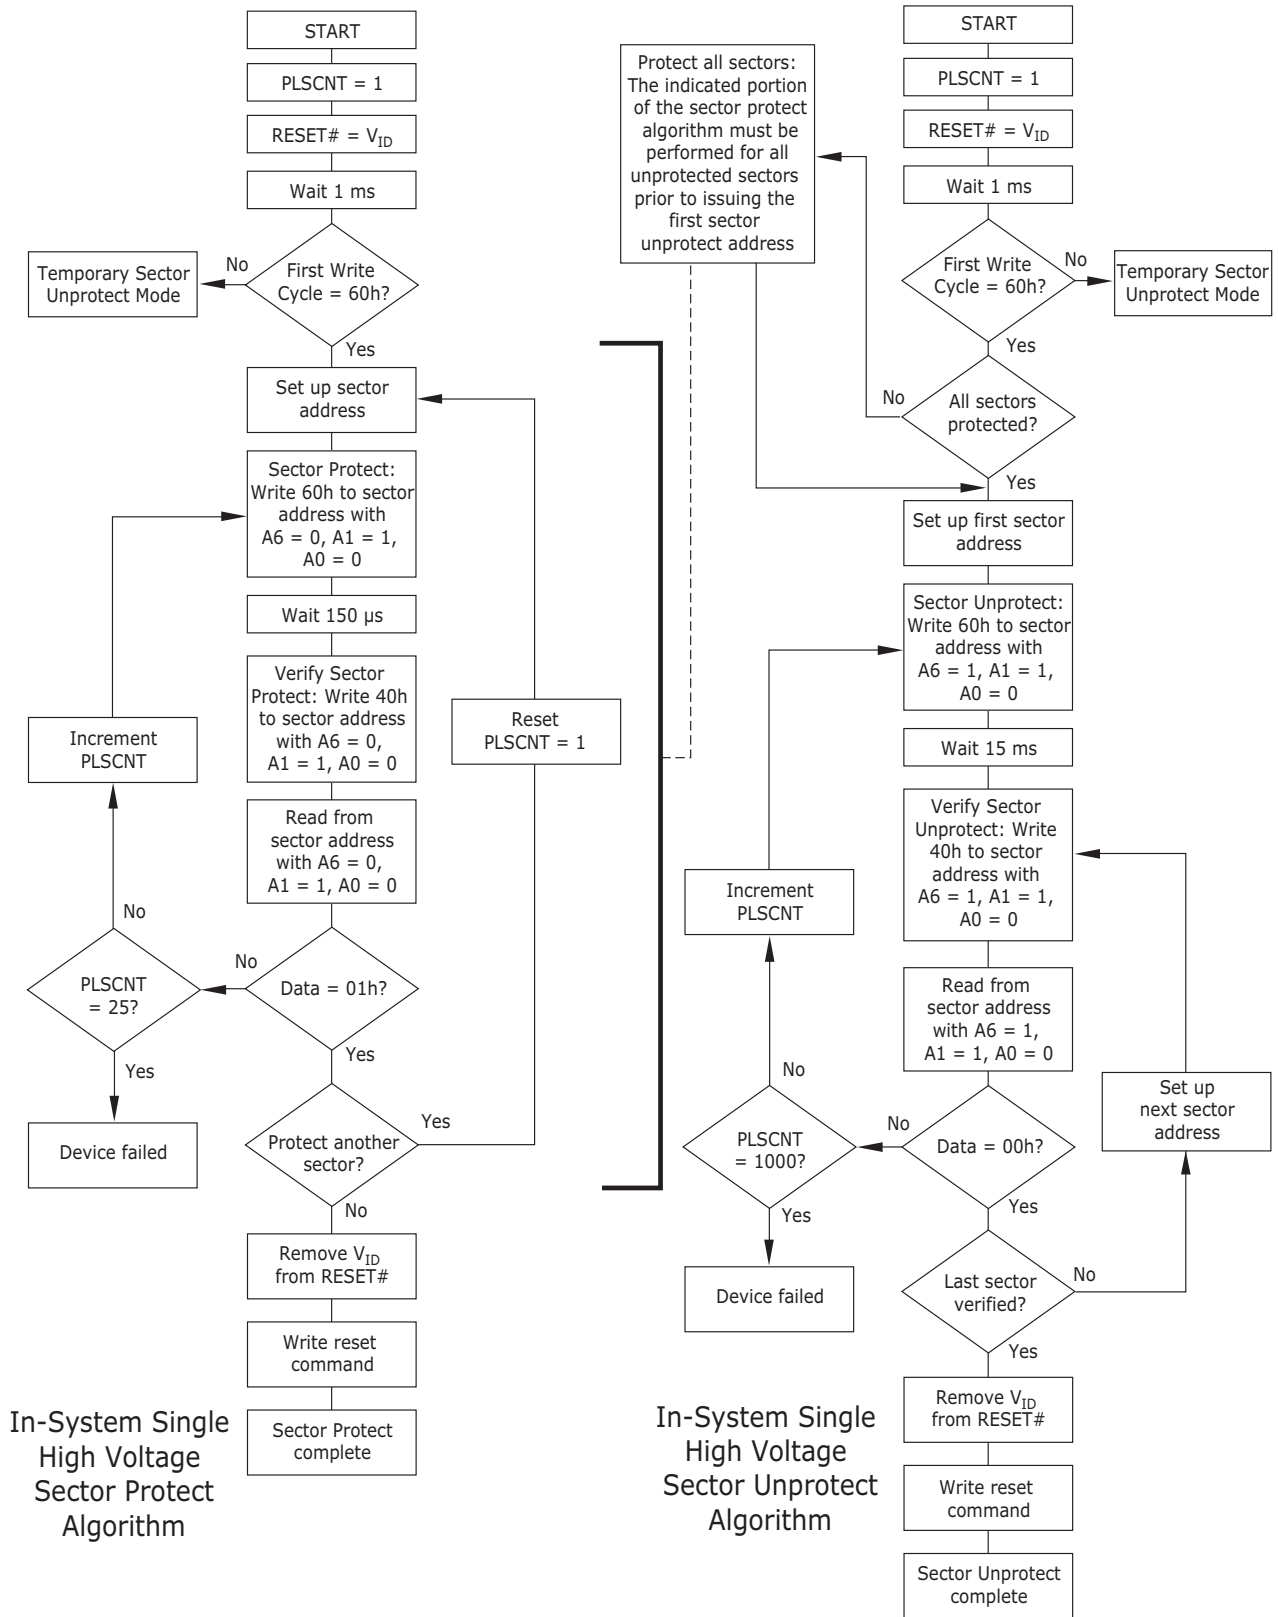 START
PLSCNT = 1
RESET# = VID
Wait 1 ms
First Write
Cycle = 60h?
No
Temporary Sector
Unprotect Mode
Yes
Set up sector
address
Sector Protect:
Write 60h to sector
address with
A6 = 0, A1 = 1,
A0 = 0
Wait 150 µs
Verify Sector
Protect: Write 40h
to sector address
with A6 = 0,
A1 = 1, A0 = 0
Reset
PLSCNT = 1
Increment
PLSCNT
Read from
sector address
with A6 = 0,
A1 = 1, A0 = 0
No
No
PLSCNT
= 25?
Data = 01h?
Yes
Yes
Device failed
Protect another
sector?
Yes
No
Remove VID
from RESET#
Write reset
command
Sector Protect
complete
In-System Single
High Voltage
Sector Protect
Algorithm
Protect all sectors:
The indicated portion
of the sector protect
algorithm must be
performed for all
unprotected sectors
prior to issuing the
first sector
unprotect address
START
PLSCNT = 1
RESET# = VID
Wait 1 ms
First Write
Cycle = 60h?
No
Temporary Sector
Unprotect Mode
Yes
No
All sectors
protected?
Yes
Set up first sector
address
Sector Unprotect:
Write 60h to sector
address with
A6 = 1, A1 = 1,
A0 = 0
Wait 15 ms
Verify Sector
Unprotect: Write
40h to sector
address with
A6 = 1, A1 = 1,
A0 = 0
Increment
PLSCNT
Read from
sector address
with A6 = 1,
A1 = 1, A0 = 0
No
No
PLSCNT
= 1000?
Data = 00h?
Set up
next sector
address
Yes
Yes
Device failed
Last sector
verified?
No
Yes
Remove VID
from RESET#
Write reset
command
Sector Unprotect
complete
In-System Single
High Voltage
Sector Unprotect
Algorithm